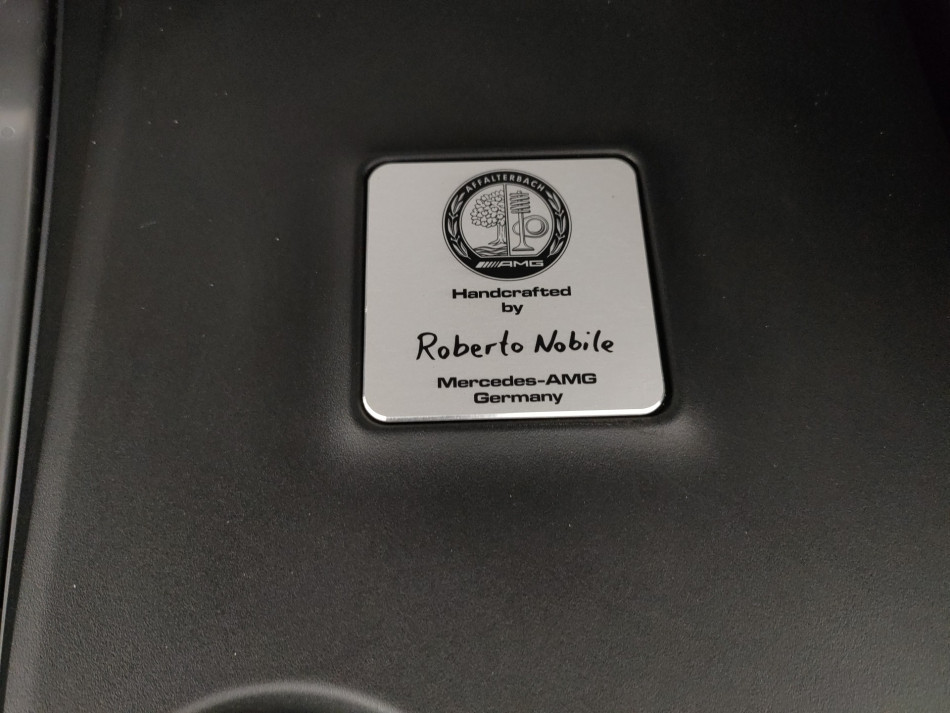 AFFALTERBACH
AMG
Handcrafted
by
Roberto Nobile
Mercedes-AMG
Germany